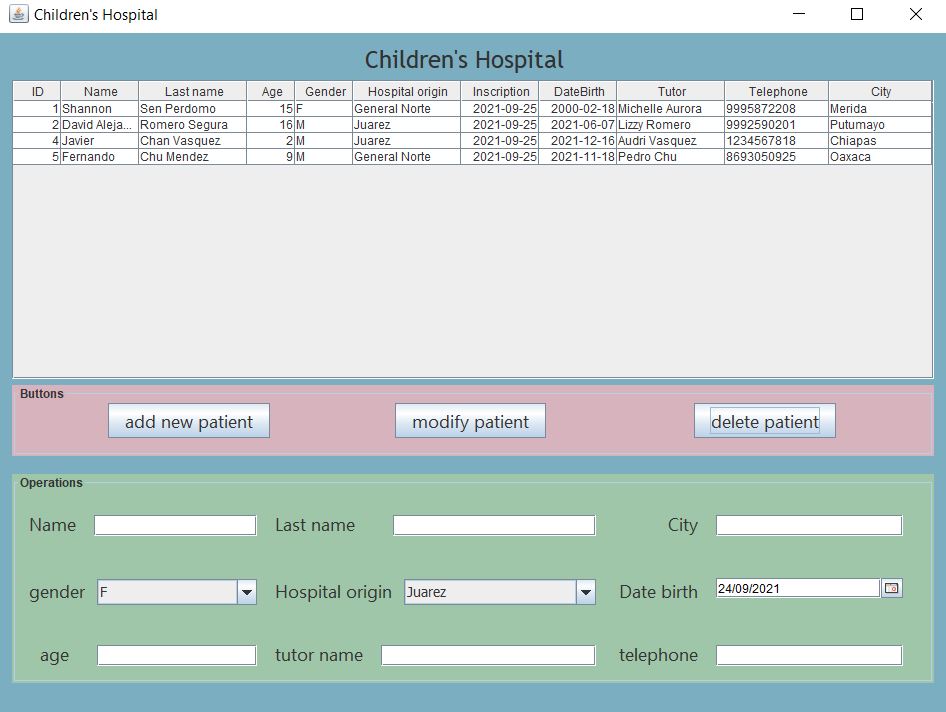 Children's Hospital
Children's Hospital
ID Name Last name Age Gender Hospital origin Inscription DateBirth Tutor Telephone City
1 Shannon Sen Perdomo 15 F General Norte 2021-09-25 2000-02-18 Michelle Aurora 9995872208 Merida
2 David Aleja... Romero Segura 16 M Juarez 2021-09-25 2021-06-07 Lizzy Romero 9992590201 Putumayo
4 Javier Chan Vasquez 2 M Juarez 2021-09-25 2021-12-16 Audri Vasquez 1234567818 Chiapas
5 Fernando Chu Mendez 9 M General Norte 2021-09-25 2021-11-18 Pedro Chu 8693050925 Oaxaca
Buttons
add new patient modify patient delete patient
Operations
Name Last name City
gender F Hospital origin Juarez Date birth 24/09/2021
age tutor name telephone